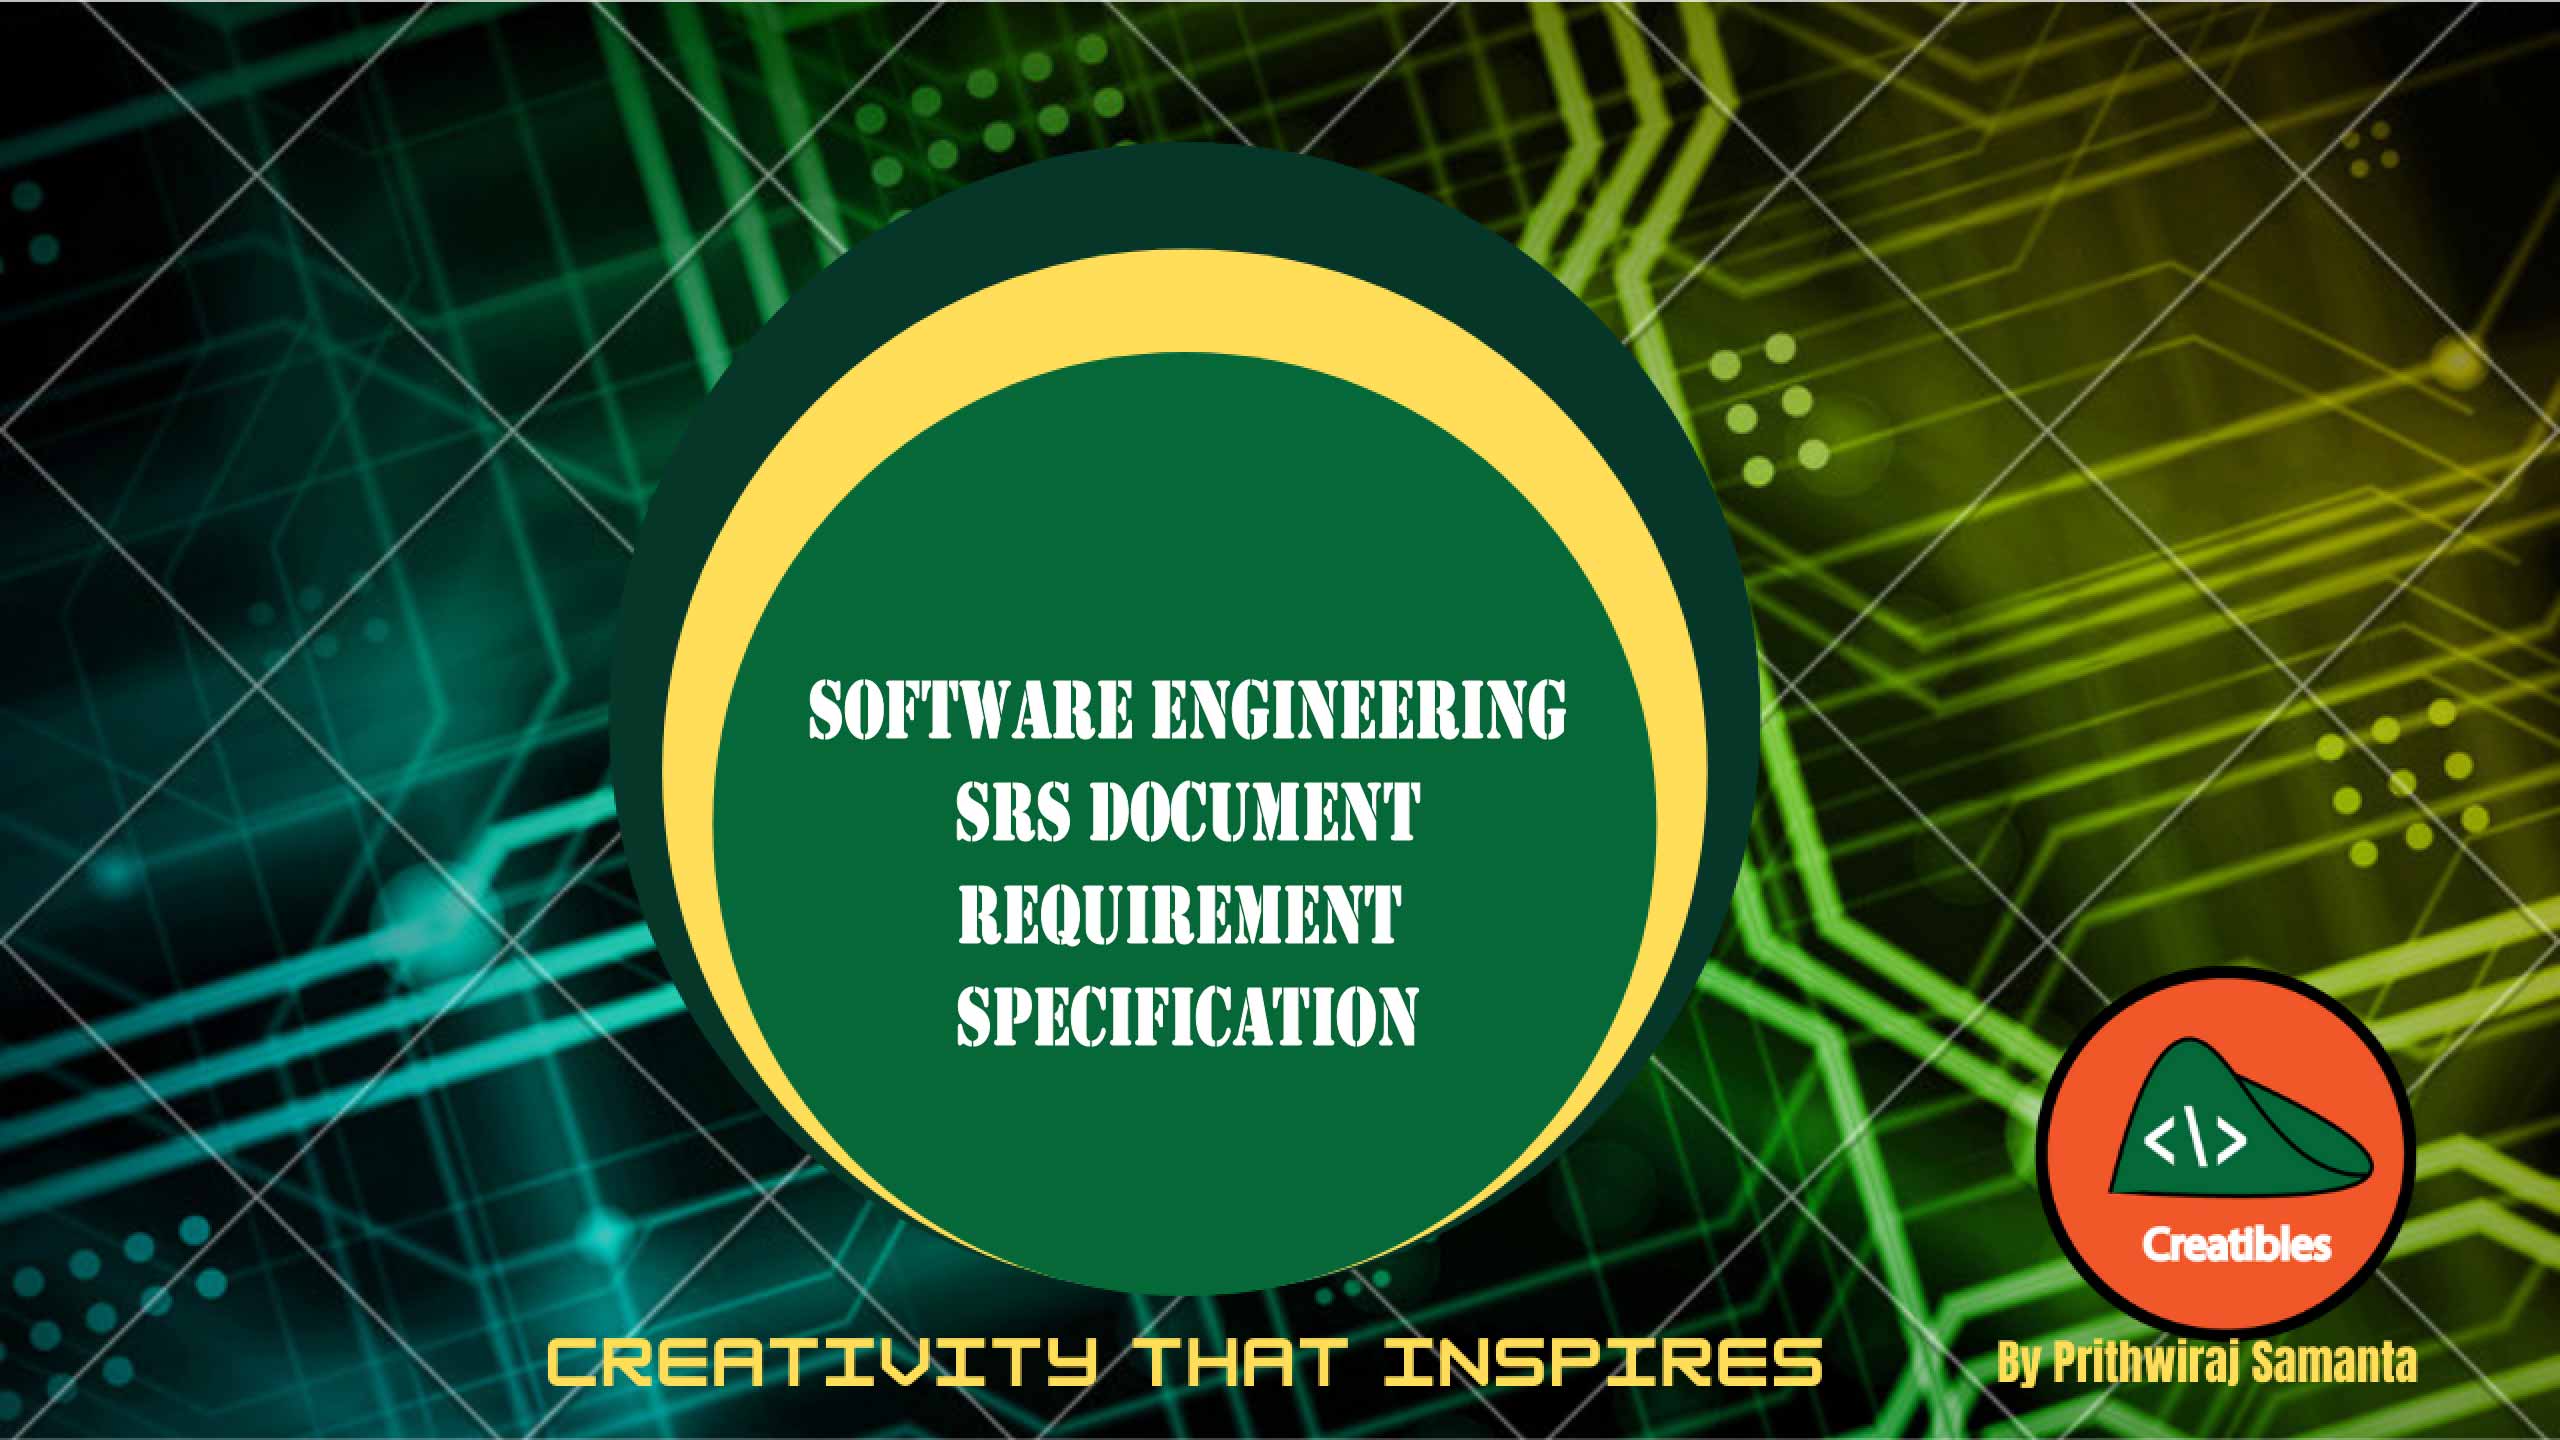 SOFTWARE ENGINEERING
SRS DOCUMENT
REQUIREMENT
SPECIFICATION
<\>
Creatibles
CREATIVITY THAT INSPIRES
By Prithwiraj Samanta